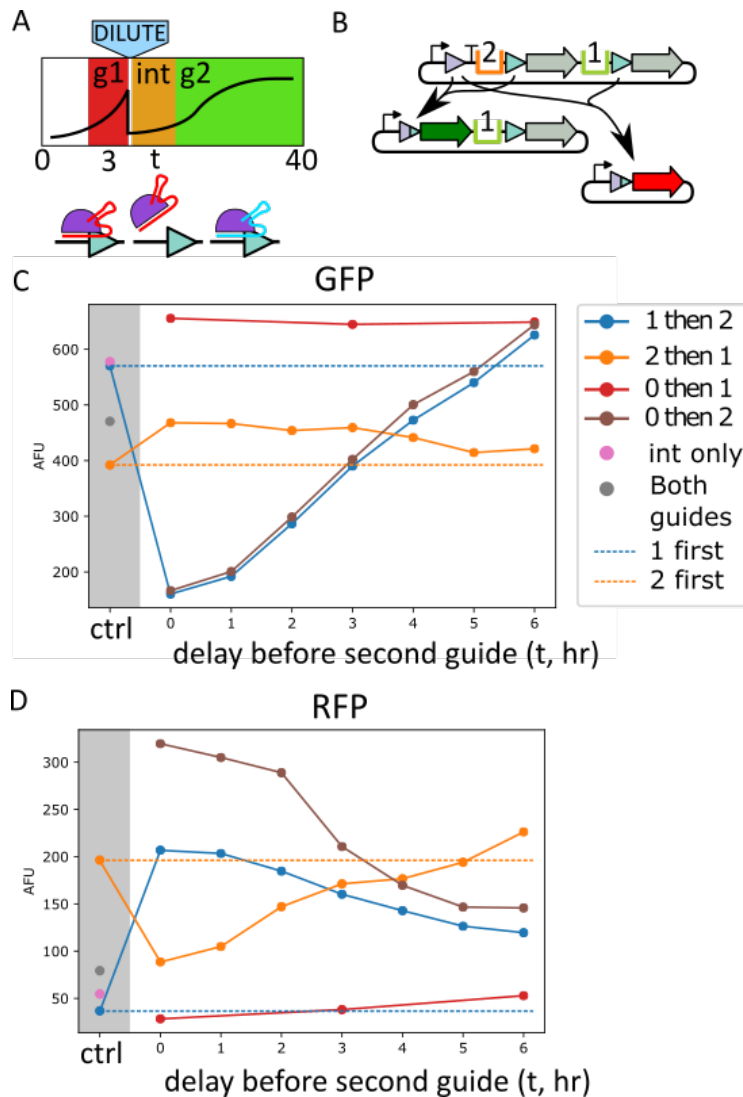 A
DILUTE
g1 int g2
0 3 t 40
B
2 1
1
C
GFP
600
500
400
300
200
AFU
ctrl
0 1 2 3 4 5 6
delay before second guide (t, hr)
1 then 2
2 then 1
0 then 1
0 then 2
int only
Both
guides
1 first
2 first
D
RFP
300
250
200
150
100
50
AFU
ctrl
0 1 2 3 4 5 6
delay before second guide (t, hr)